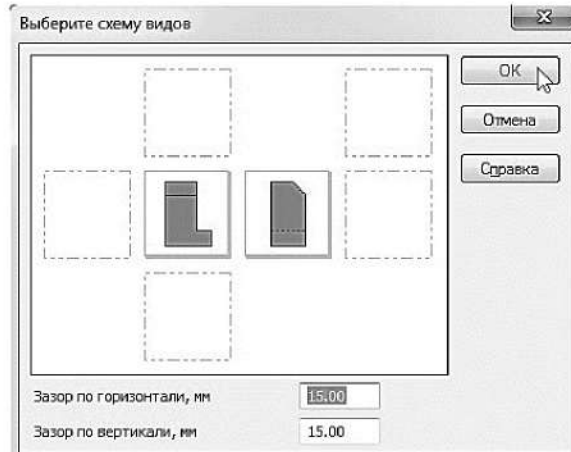 Выберите схему видов
OK
Отмена
Справка
Зазор по горизонтали, мм 15.00
Зазор по вертикали, мм 15.00